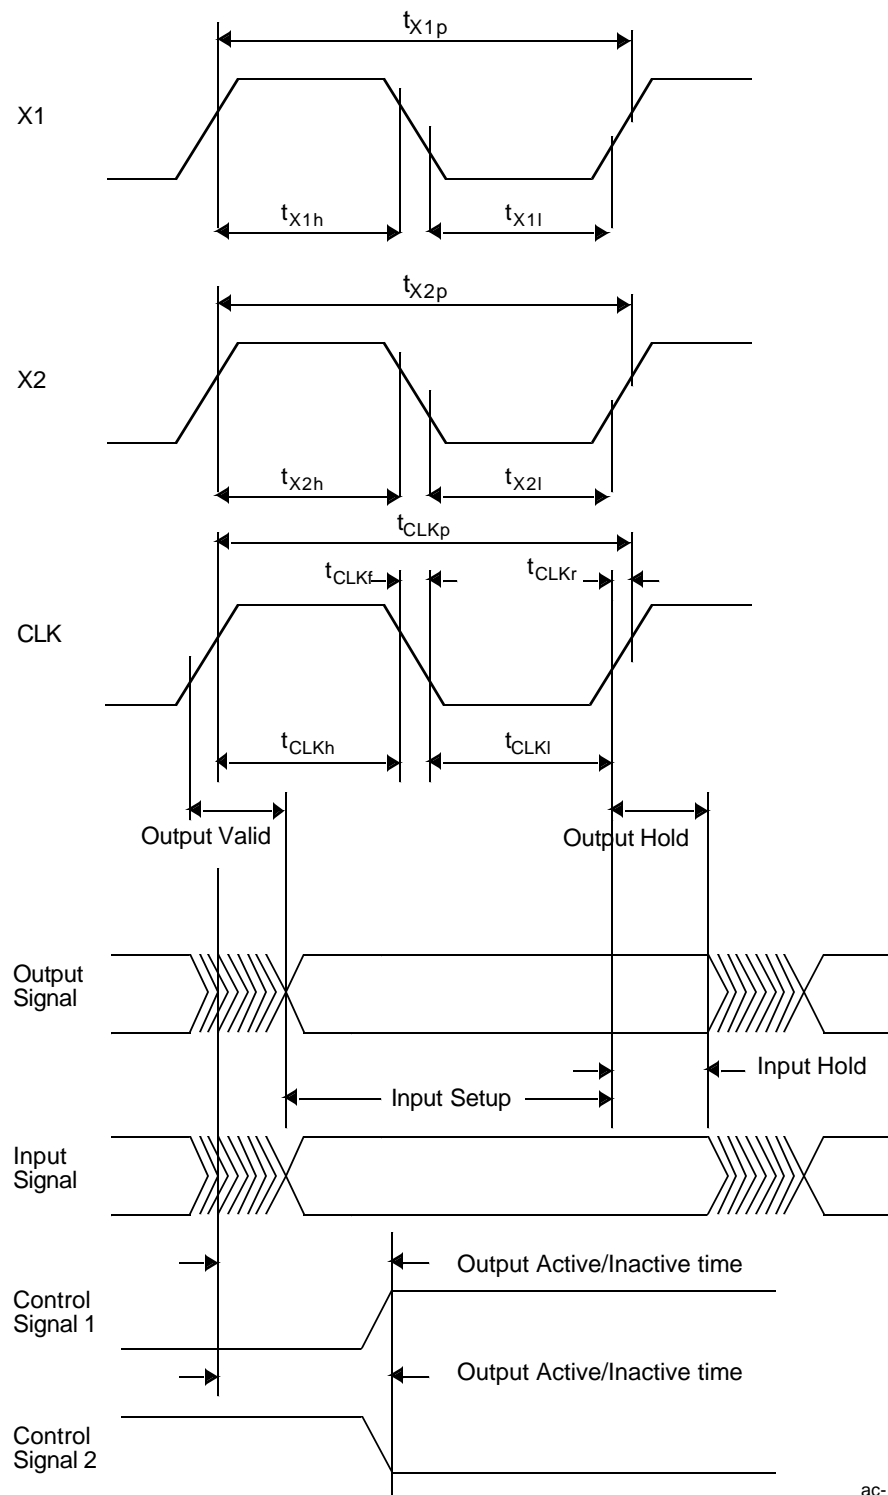 tX1p
X1
tX1h
tX1l
tX2p
X2
tX2h
tX2l
tCLKp
tCLKf
tCLKr
CLK
tCLKh
tCLKl
Output Valid
Output Hold
Output
Signal
Input Hold
Input Setup
Input
Signal
Output Active/Inactive time
Control
Signal 1
Output Active/Inactive time
Control
Signal 2
ac-